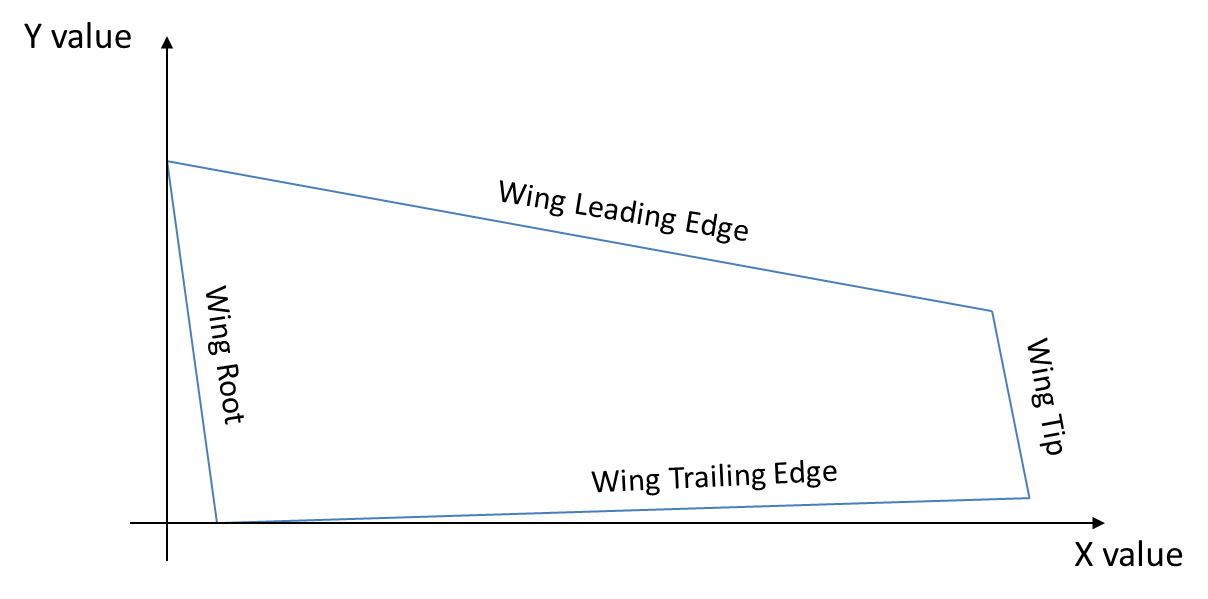 Y value
Wing Leading Edge
Wing Root
Wing Tip
Wing Trailing Edge
X value